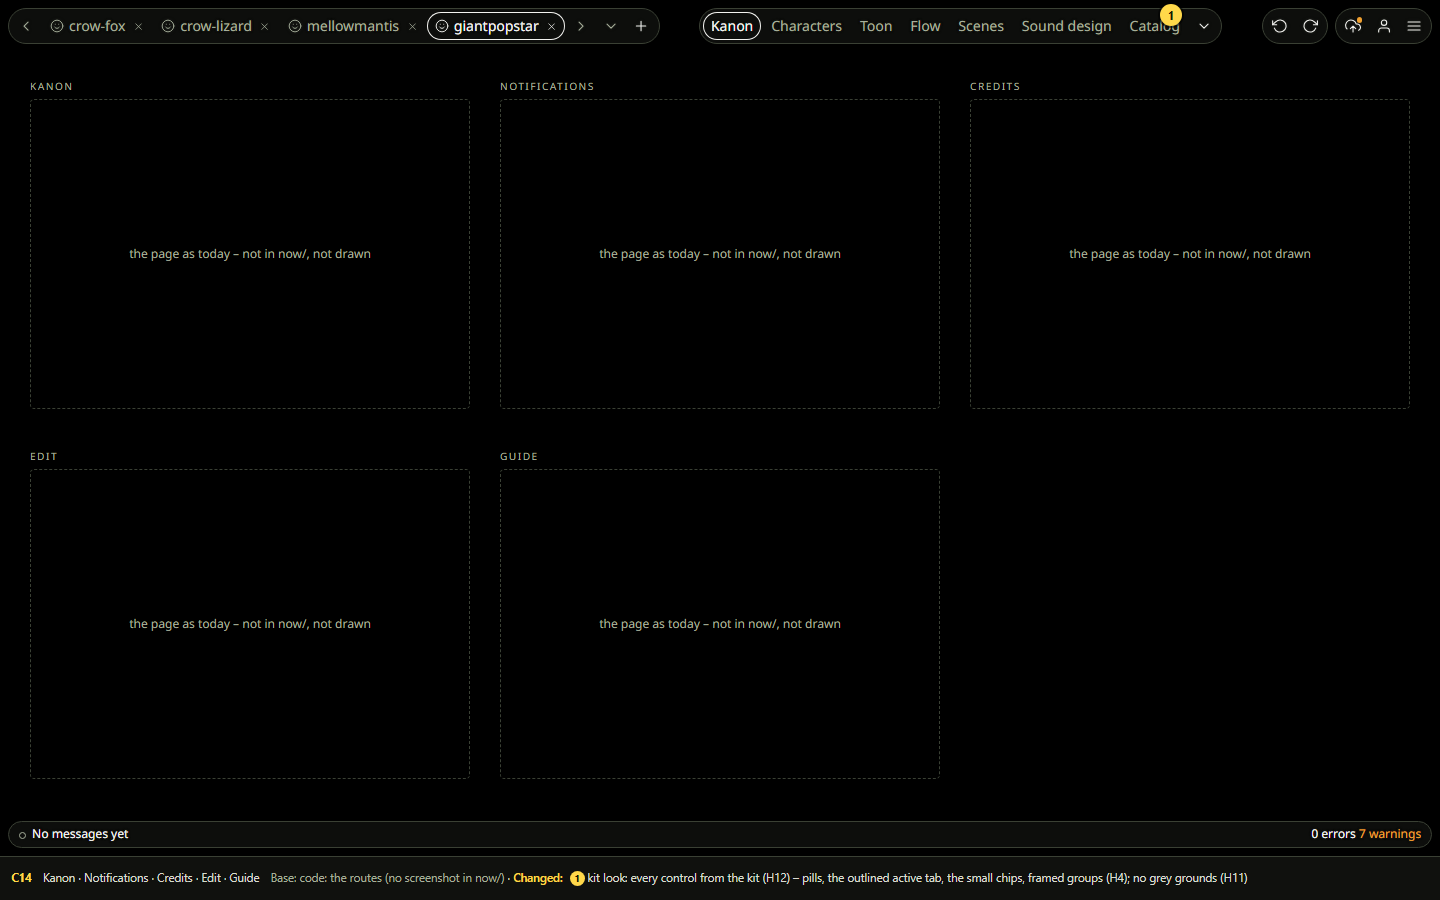 crow-fox × crow-lizard × mellowmantis × giantpopstar × Kanon Characters Toon Flow Scenes Sound design Catalog 1
KANON NOTIFICATIONS CREDITS
the page as today – not in now/, not drawn the page as today – not in now/, not drawn the page as today – not in now/, not drawn
EDIT GUIDE
the page as today – not in now/, not drawn the page as today – not in now/, not drawn
No messages yet 0 errors 7 warnings
C14 Kanon · Notifications · Credits · Edit · Guide Base: code: the routes (no screenshot in now/) · Changed: 1 kit look: every control from the kit (H12) – pills, the outlined active tab, the small chips, framed groups (H4); no grey grounds (H11)